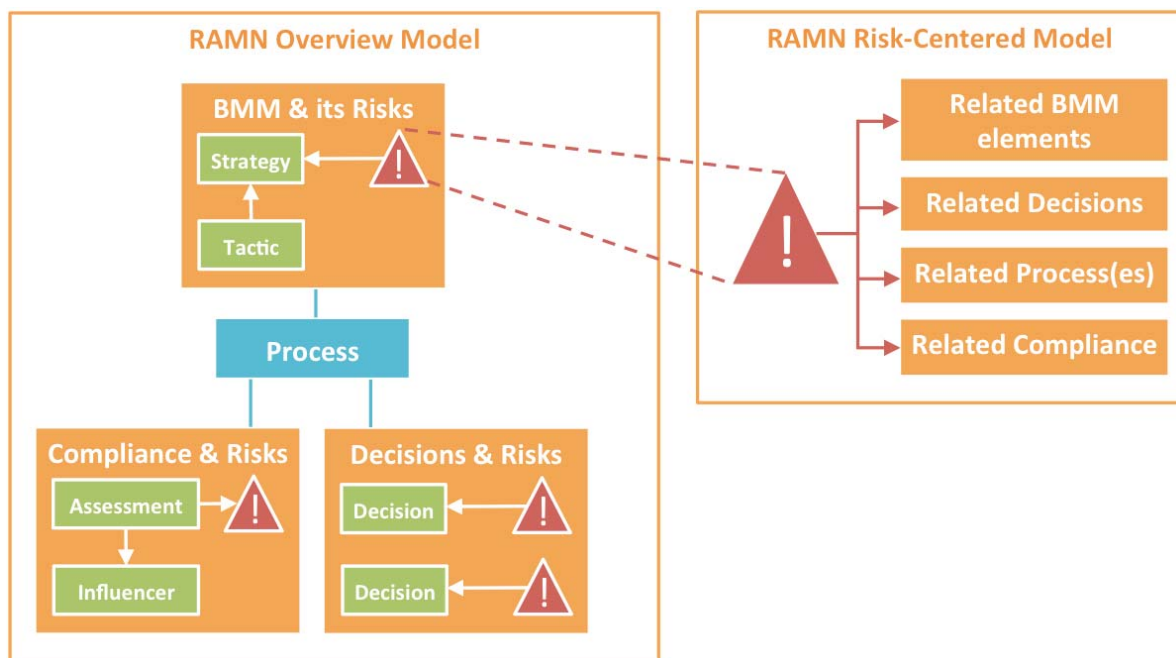 RAMN Overview Model
BMM & its Risks
Strategy
!
Tactic
Process
Compliance & Risks
Assessment
!
Influencer
Decisions & Risks
Decision
!
Decision
!
RAMN Risk-Centered Model
!
Related BMM
elements
Related Decisions
Related Process(es)
Related Compliance